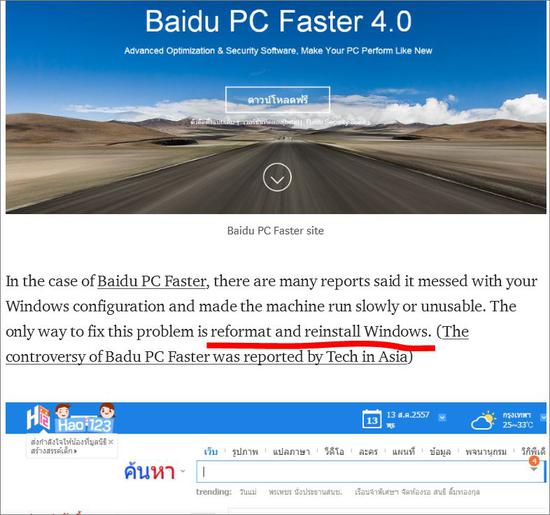 Baidu PC Faster 4.0
Advanced Optimization & Security Software, Make Your PC Perform Like New
ดาวน์โหลดฟรี
Baidu PC Faster site
In the case of Baidu PC Faster, there are many reports said it messed with your
Windows configuration and made the machine run slowly or unusable. The
only way to fix this problem is reformat and reinstall Windows. (The
controversy of Badu PC Faster was reported by Tech in Asia)
Hao123
13
13 ส.ค.2557
พุธ
กรุงเทพฯ
25~33℃
ส่งกำลังใจให้น้องที่มูลนิธิ
สร้างสรรค์เด็ก
เว็บ รูปภาพ แปลภาษา วีดีโอ ละคร แผนที่ ข้อมูล พจนานุกรม วิกิพีเดีย
ค้นหา
4
trending: วันแม่ พรเพชร นั่งประธานสนช. เรือนจำพิเศษฯ จัดห้องรอ สนธิ ลิ้มทองกุล